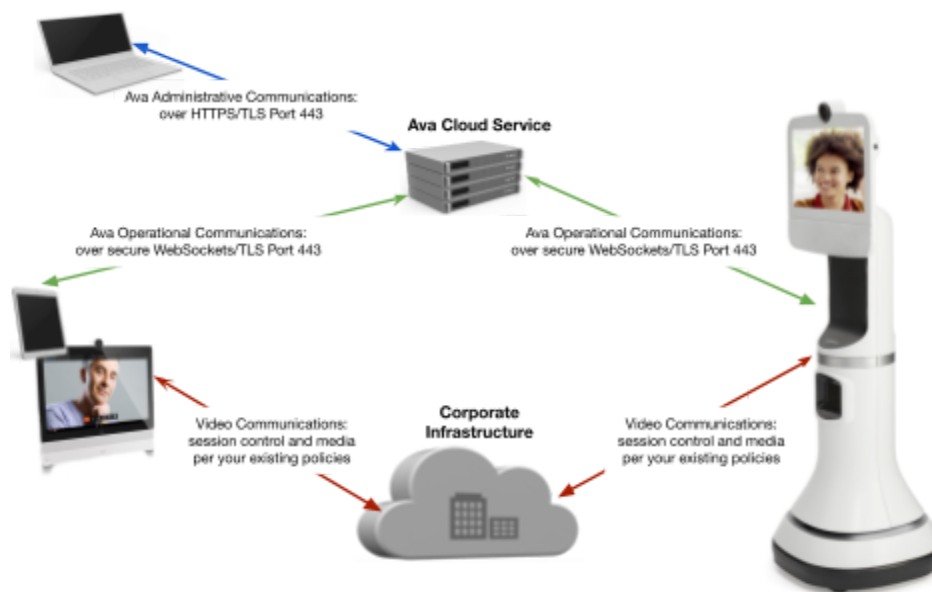 Ava Administrative Communications:
over HTTPS/TLS Port 443
Ava Cloud Service
Ava Operational Communications:
over secure WebSockets/TLS Port 443
Ava Operational Communications:
over secure WebSockets/TLS Port 443
Video Communications:
session control and media
per your existing policies
Corporate
Infrastructure
Video Communications:
session control and media
per your existing policies